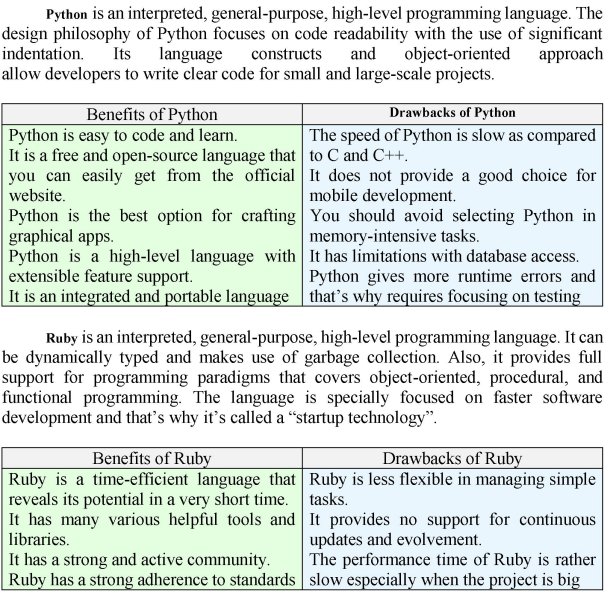 Python is an interpreted, general-purpose, high-level programming language. The
design philosophy of Python focuses on code readability with the use of significant
indentation. Its language constructs and object-oriented approach
allow developers to write clear code for small and large-scale projects.
Benefits of Python
Python is easy to code and learn.
It is a free and open-source language that
you can easily get from the official
website.
Python is the best option for crafting
graphical apps.
Python is a high-level language with
extensible feature support.
It is an integrated and portable language
Drawbacks of Python
The speed of Python is slow as compared
to C and C++.
It does not provide a good choice for
mobile development.
You should avoid selecting Python in
memory-intensive tasks.
It has limitations with database access.
Python gives more runtime errors and
that’s why requires focusing on testing
Ruby is an interpreted, general-purpose, high-level programming language. It can
be dynamically typed and makes use of garbage collection. Also, it provides full
support for programming paradigms that covers object-oriented, procedural, and
functional programming. The language is specially focused on faster software
development and that’s why it’s called a “startup technology”.
Benefits of Ruby
Ruby is a time-efficient language that
reveals its potential in a very short time.
It has many various helpful tools and
libraries.
It has a strong and active community.
Ruby has a strong adherence to standards
Drawbacks of Ruby
Ruby is less flexible in managing simple
tasks.
It provides no support for continuous
updates and evolvement.
The performance time of Ruby is rather
slow especially when the project is big